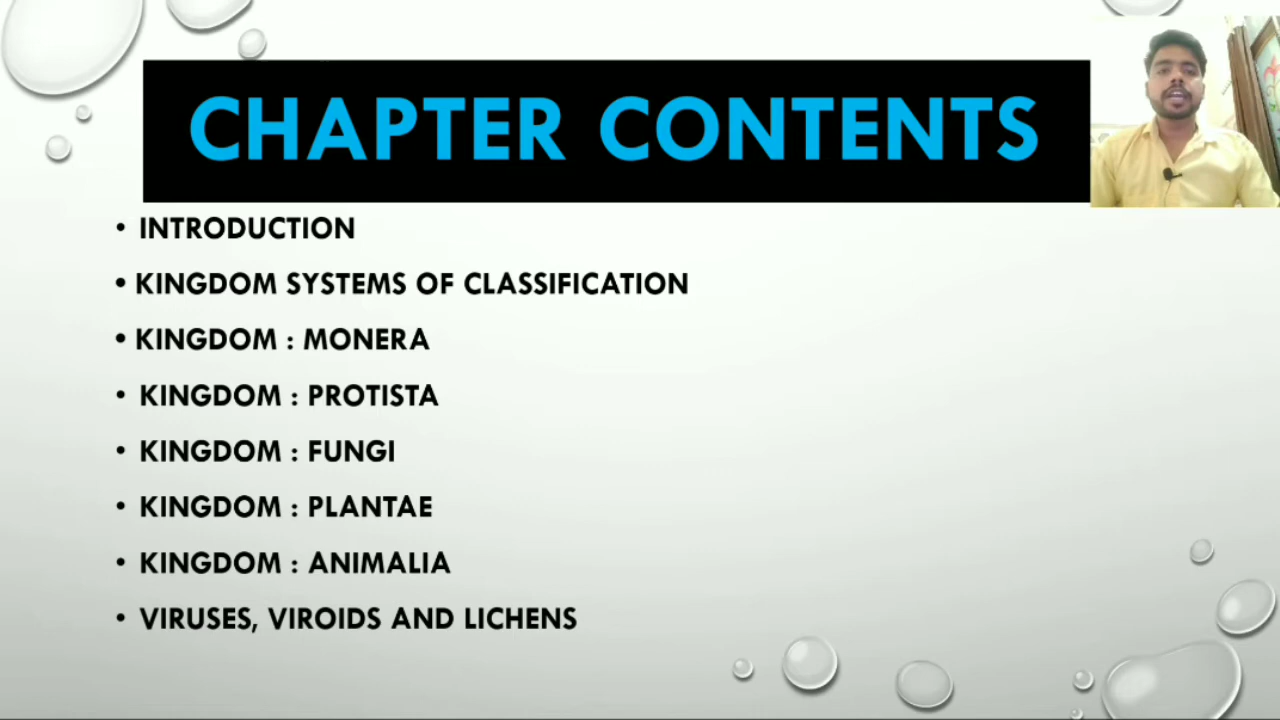 CHAPTER CONTENTS
• INTRODUCTION
• KINGDOM SYSTEMS OF CLASSIFICATION
• KINGDOM : MONERA
• KINGDOM : PROTISTA
• KINGDOM : FUNGI
• KINGDOM : PLANTAE
• KINGDOM : ANIMALIA
• VIRUSES, VIROIDS AND LICHENS